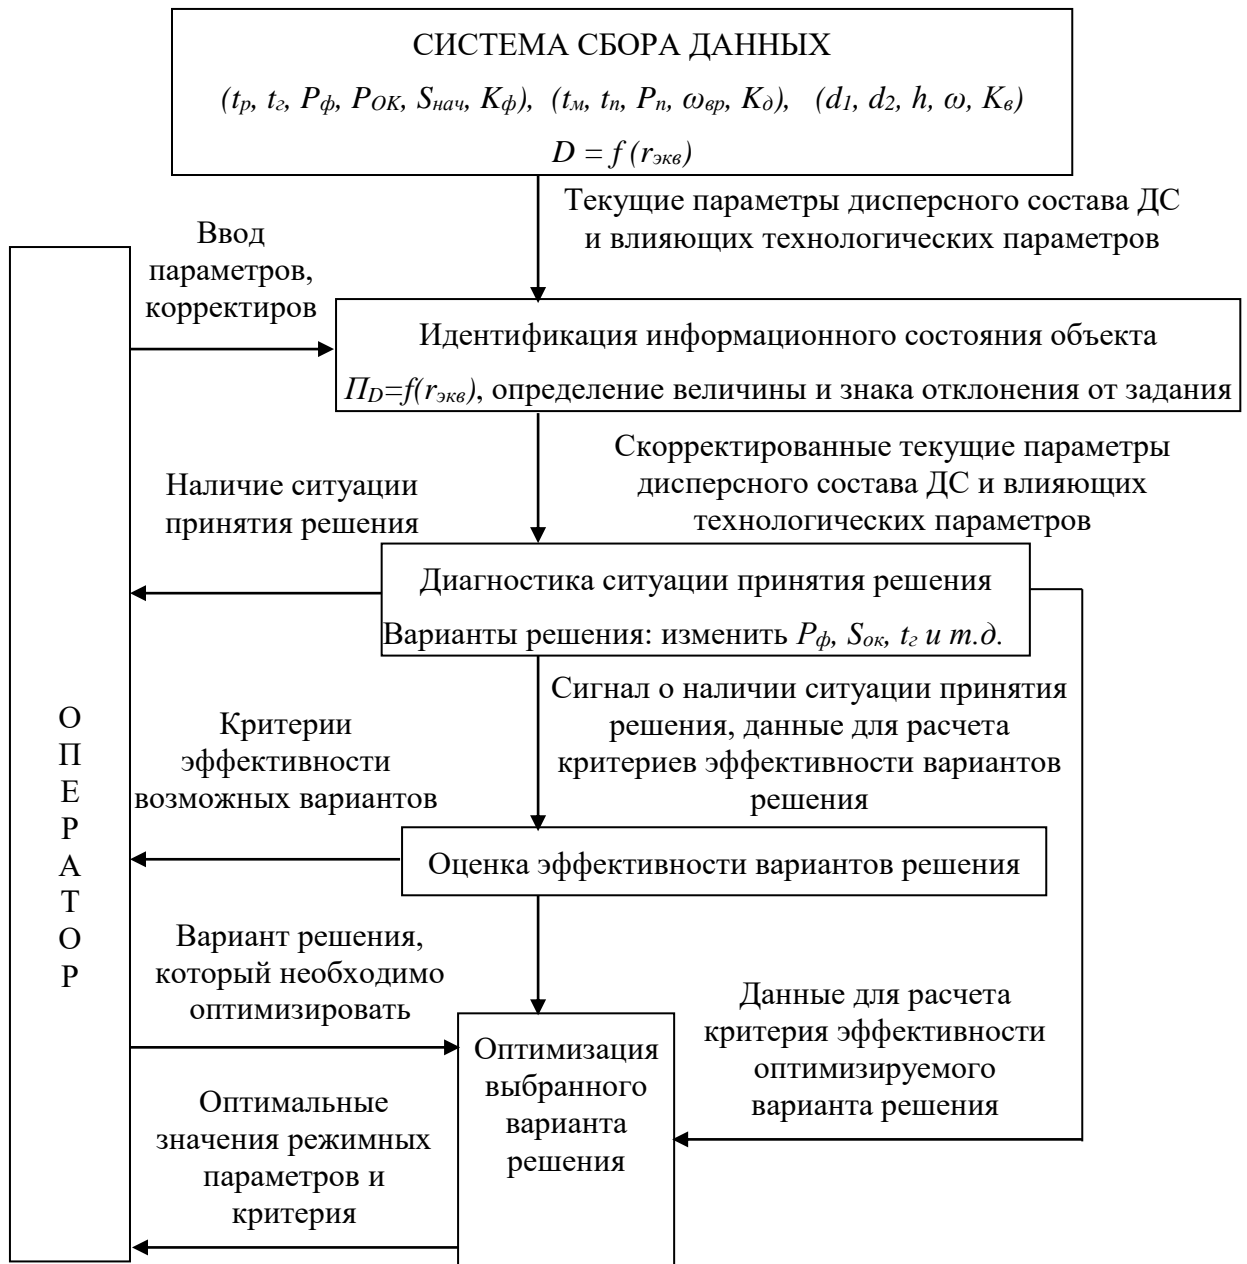 СИСТЕМА СБОРА ДАННЫХ
(tр, tг, Pф, PОК, Sнач, Kф), (tм, tп, Pп, ωвр, Kд), (d1, d2, h, ω, Kв)
D = f (rэкв)
Текущие параметры дисперсного состава ДС
и влияющих технологических параметров
Ввод
параметров,
корректиров
Идентификация информационного состояния объекта
ПD=f(rэкв), определение величины и знака отклонения от задания
Скорректированные текущие параметры
дисперсного состава ДС и влияющих
технологических параметров
Наличие ситуации
принятия решения
Диагностика ситуации принятия решения
Варианты решения: изменить Pф, Sок, tг и т.д.
Сигнал о наличии ситуации принятия
решения, данные для расчета
критериев эффективности вариантов
решения
Критерии
эффективности
возможных вариантов
О
П
Е
Р
А
Т
О
Р
Оценка эффективности вариантов решения
Вариант решения,
который необходимо
оптимизировать
Данные для расчета
критерия эффективности
оптимизируемого
варианта решения
Оптимизация
выбранного
варианта
решения
Оптимальные
значения режимных
параметров и
критерия